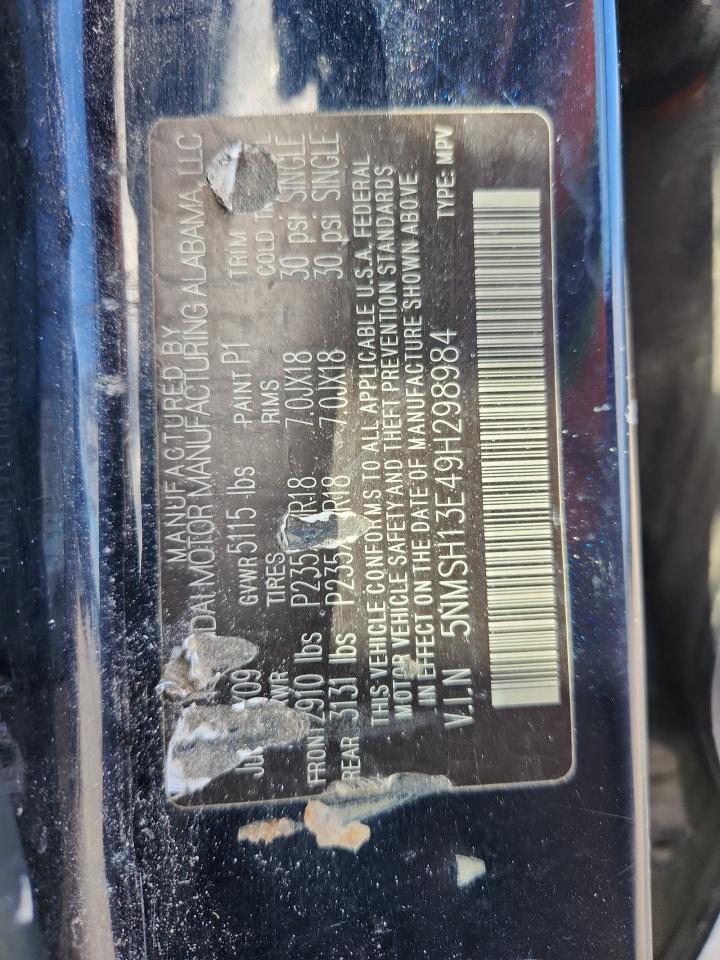 MANUFACTURED BY
DAI MOTOR MANUFACTURING ALABAMA, LLC
/09 GVWR 5115 lbs PAINT P1 TRIM
WR TIRES RIMS COLD
FRONT 2910 lbs P235 R18 7.0JX18 30 psi SINGLE
REAR 3131 lbs P235 R18 7.0JX18 30 psi SINGLE
THIS VEHICLE CONFORMS TO ALL APPLICABLE U.S.A. FEDERAL
MOTOR VEHICLE SAFETY AND THEFT PREVENTION STANDARDS
IN EFFECT ON THE DATE OF MANUFACTURE SHOWN ABOVE
V.I.N 5NMSH13E49H298984 TYPE: MPV